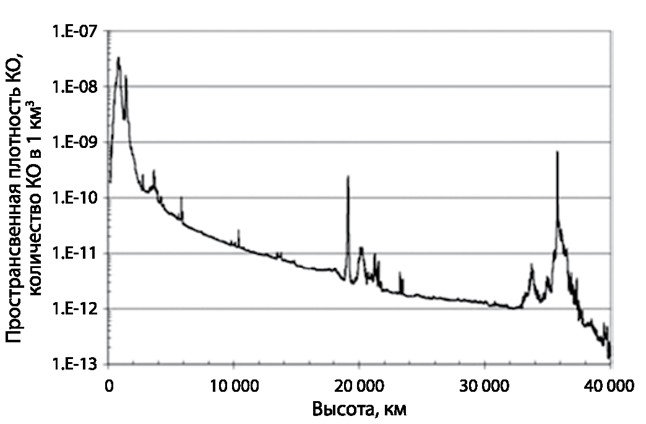 Пространсвенная плотность КО,
количество КО в 1 км³
1.E-07
1.E-08
1.E-09
1.E-10
1.E-11
1.E-12
1.E-13
0
10 000
20 000
30 000
40 000
Высота, км